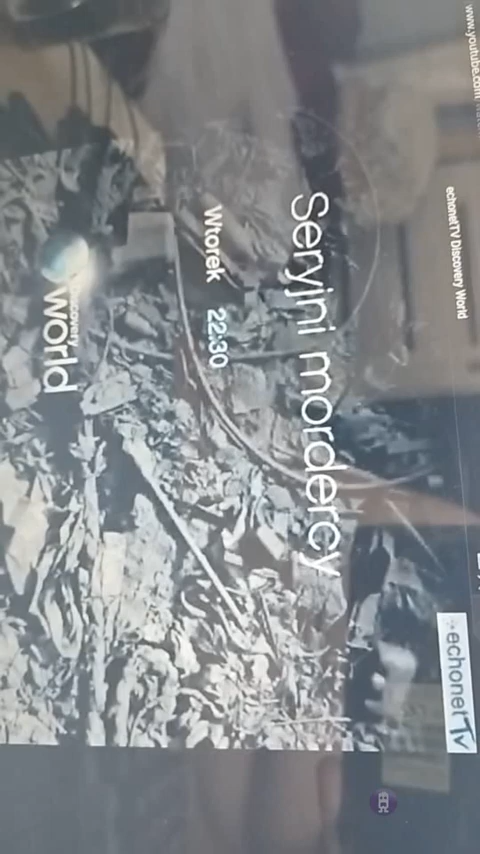 www.youtube.com
echonetTV Discovery World
echonet TV
Seryjni mordercy
Wtorek 22:30
Discovery
world